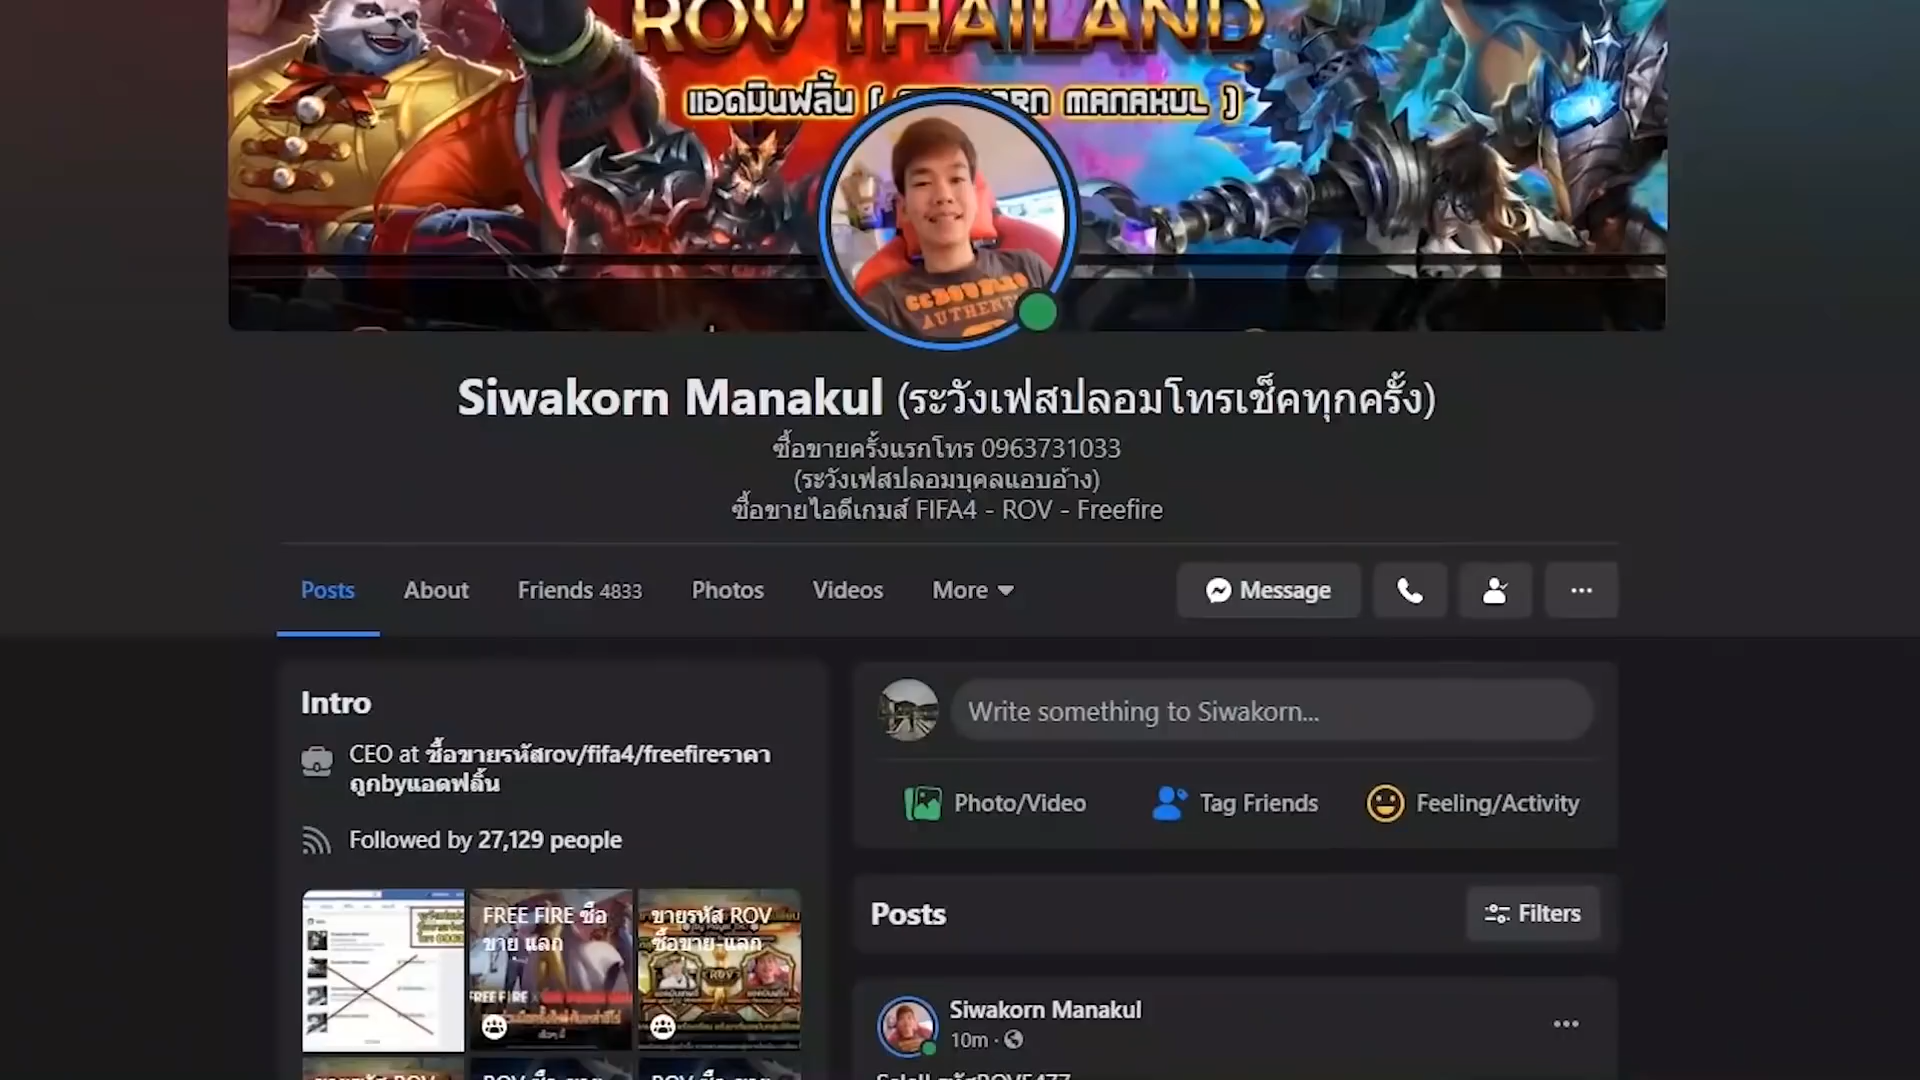 ROV THAILAND
แอดมินฟลิ้น ( MANAKUL )
Siwakorn Manakul (ระวังเฟสปลอมโทรเช็คทุกครั้ง)
ซื้อขายครั้งแรกโทร 0963731033
(ระวังเฟสปลอมบุคลแอบอ้าง)
ซื้อขายไอดีเกมส์ FIFA4 - ROV - Freefire
Posts
About
Friends 4833
Photos
Videos
More
Message
Intro
CEO at ซื้อขายรหัสrov/fifa4/freefireราคา
ถูกbyแอดฟลิ้น
Followed by 27,129 people
FREE FIRE ซื้อ
ขาย แลก
ขายรหัส ROV
ซื้อขาย-แลก
Write something to Siwakorn...
Photo/Video
Tag Friends
Feeling/Activity
Posts
Filters
Siwakorn Manakul
10m